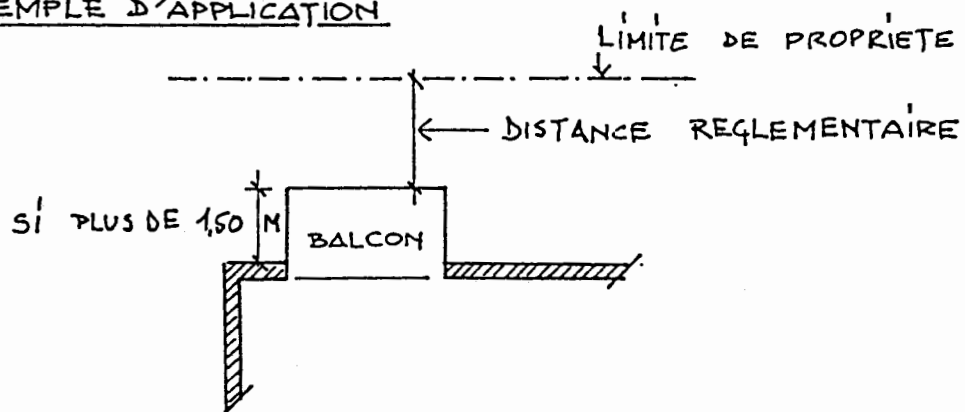 EMPLE D'APPLICATION
LIMITE DE PROPRIETE
DISTANCE REGLEMENTAIRE
SI PLUS DE 1,50 M
BALCON